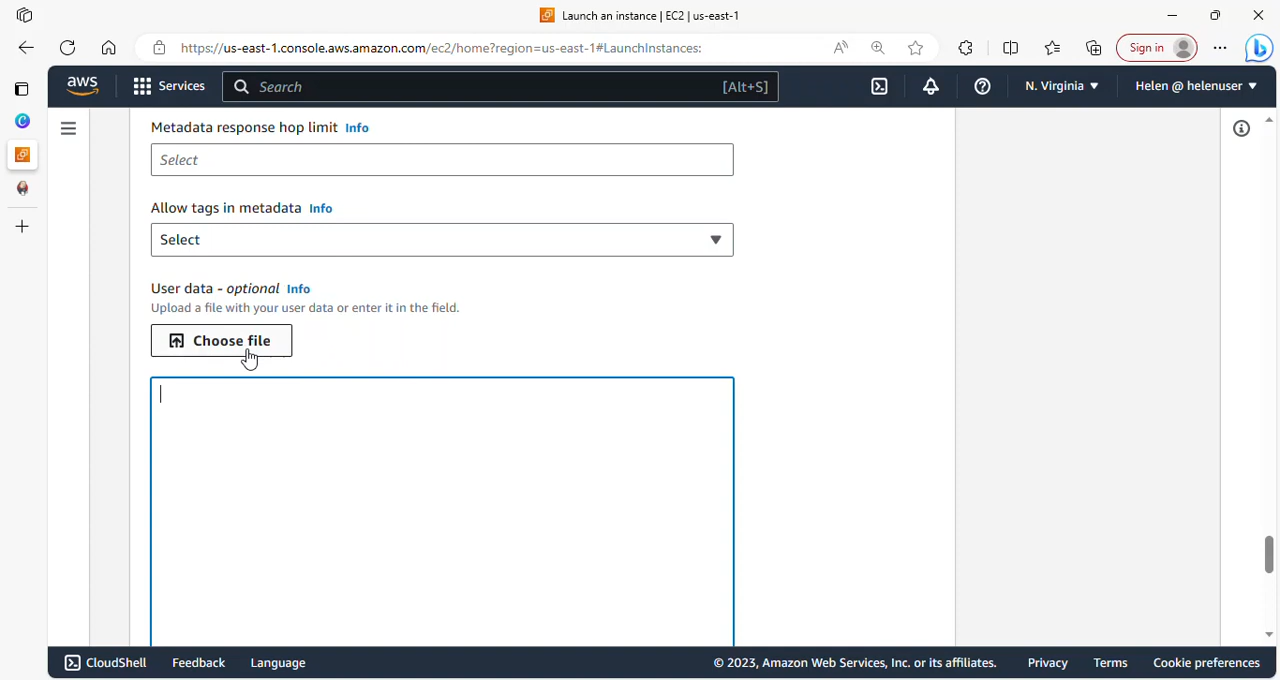 Launch an instance | EC2 | us-east-1
https://us-east-1.console.aws.amazon.com/ec2/home?region=us-east-1#LaunchInstances:
Sign in
aws
Services
Search
[Alt+S]
N. Virginia
Helen @ helenuser
Metadata response hop limit Info
Select
Allow tags in metadata Info
Select
User data - optional Info
Upload a file with your user data or enter it in the field.
Choose file
CloudShell Feedback Language © 2023, Amazon Web Services, Inc. or its affiliates. Privacy Terms Cookie preferences